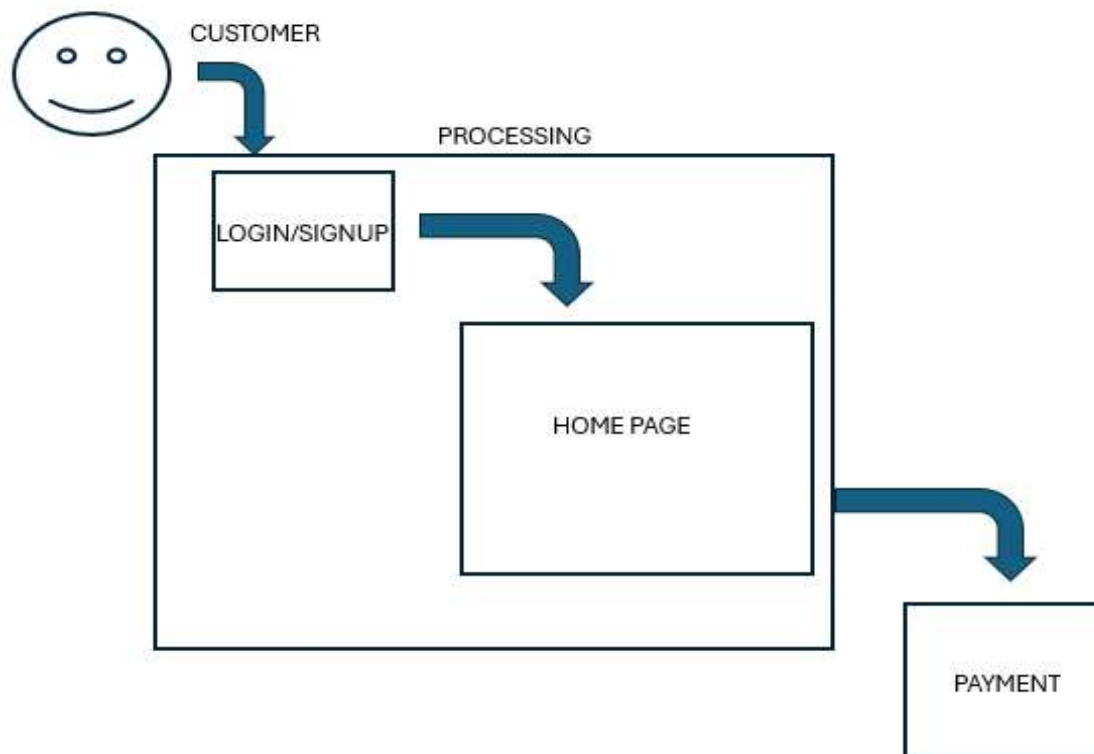 CUSTOMER
PROCESSING
LOGIN/SIGNUP
HOME PAGE
PAYMENT